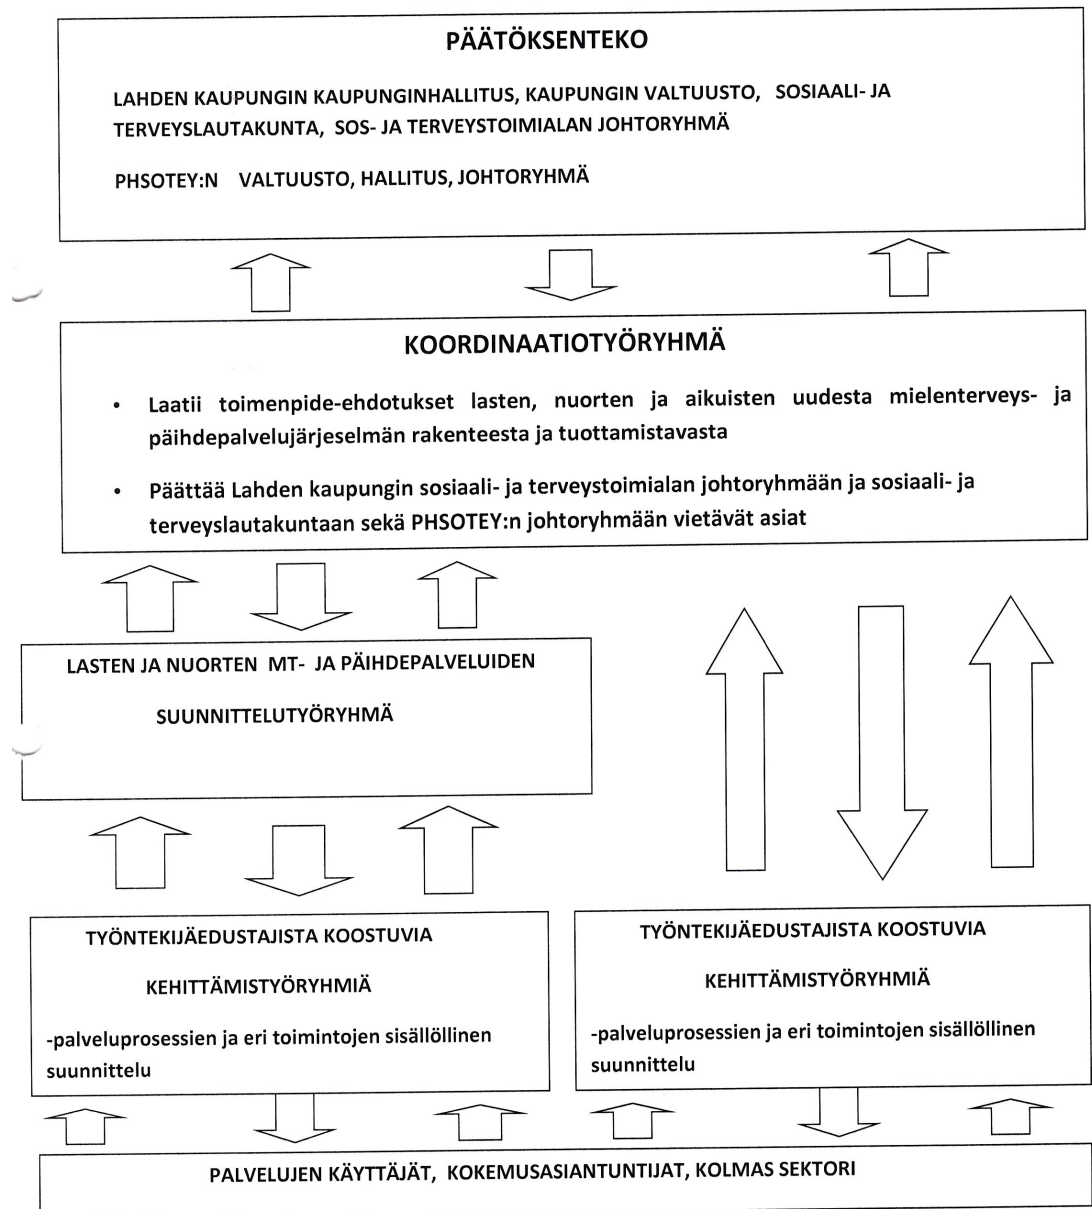 PÄÄTÖKSENTEKO
LAHDEN KAUPUNGIN KAUPUNGINHALLITUS, KAUPUNGIN VALTUUSTO, SOSIAALI- JA
TERVEYSLAUTAKUNTA, SOS- JA TERVEYSTOIMIALAN JOHTORYHMÄ
PHSOTEY:N VALTUUSTO, HALLITUS, JOHTORYHMÄ
KOORDINAATIOTYÖRYHMÄ
• Laatii toimenpide-ehdotukset lasten, nuorten ja aikuisten uudesta mielenterveys- ja
päihdepalvelujärjeselmän rakenteesta ja tuottamistavasta
• Päättää Lahden kaupungin sosiaali- ja terveystoimialan johtoryhmään ja sosiaali- ja
terveyslautakuntaan sekä PHSOTEY:n johtoryhmään vietävät asiat
LASTEN JA NUORTEN MT- JA PÄIHDEPALVELUIDEN
SUUNNITTELUTYÖRYHMÄ
TYÖNTEKIJÄEDUSTAJISTA KOOSTUVIA
KEHITTÄMISTYÖRYHMIÄ
-palveluprosessien ja eri toimintojen sisällöllinen
suunnittelu
TYÖNTEKIJÄEDUSTAJISTA KOOSTUVIA
KEHITTÄMISTYÖRYHMIÄ
-palveluprosessien ja eri toimintojen sisällöllinen
suunnittelu
PALVELUJEN KÄYTTÄJÄT, KOKEMUSASIANTUNTIJAT, KOLMAS SEKTORI